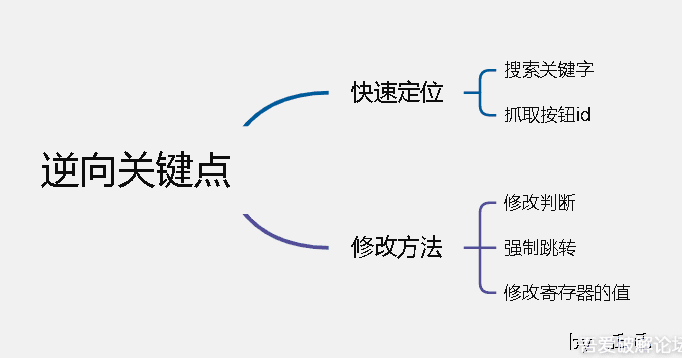 逆向关键点
快速定位
搜索关键字
抓取按钮id
修改方法
修改判断
强制跳转
修改寄存器的值
by
吾爱破解论坛